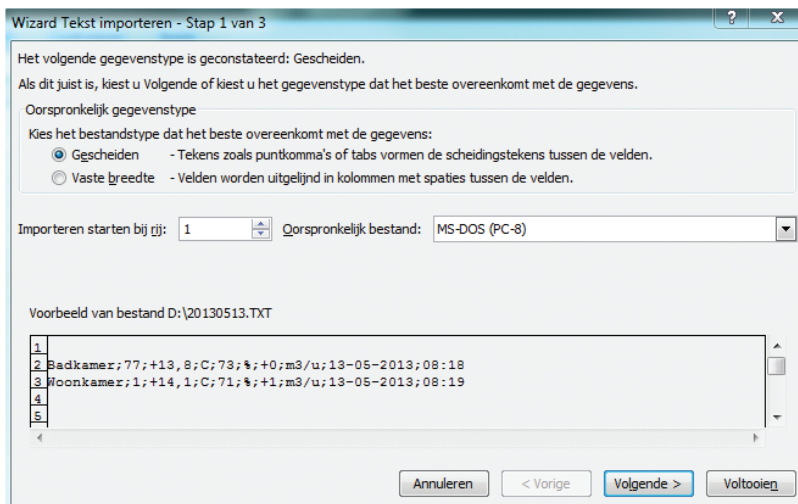 Wizard Tekst importeren - Stap 1 van 3
Het volgende gegevenstype is geconstateerd: Gescheiden.
Als dit juist is, kiest u Volgende of kiest u het gegevenstype dat het beste overeenkomt met de gegevens.
Oorspronkelijk gegevenstype
Kies het bestandstype dat het beste overeenkomt met de gegevens:
Gescheiden - Tekens zoals puntkomma's of tabs vormen de scheidingstekens tussen de velden.
Vaste breedte - Velden worden uitgelijnd in kolommen met spaties tussen de velden.
Importeren starten bij rij: 1 Oorspronkelijk bestand: MS-DOS (PC-8)
Voorbeeld van bestand D:\20130513.TXT
1
2 Badkamer;77;+13,8;C;73;%;+0;m3/u;13-05-2013;08:18
3 Woonkamer;1;+14,1;C;71;%;+1;m3/u;13-05-2013;08:19
4
5
Annuleren < Vorige Volgende > Voltooien